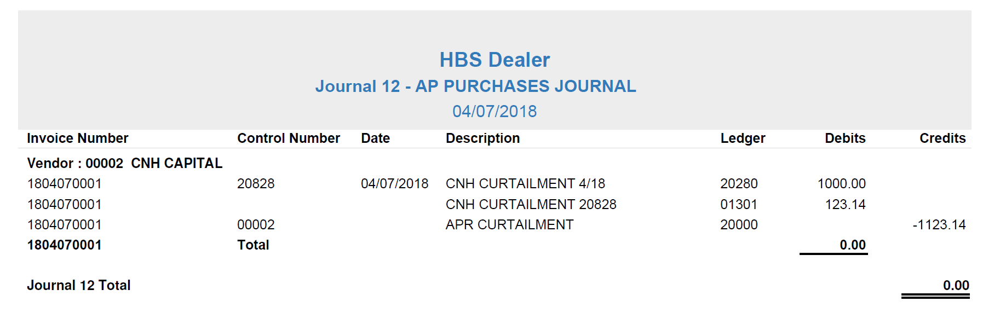 HBS Dealer
Journal 12 - AP PURCHASES JOURNAL
04/07/2018
Invoice Number Control Number Date Description Ledger Debits Credits
Vendor : 00002 CNH CAPITAL
1804070001 20828 04/07/2018 CNH CURTAILMENT 4/18 20280 1000.00
1804070001 CNH CURTAILMENT 20828 01301 123.14
1804070001 00002 APR CURTAILMENT 20000 -1123.14
1804070001 Total 0.00
Journal 12 Total 0.00